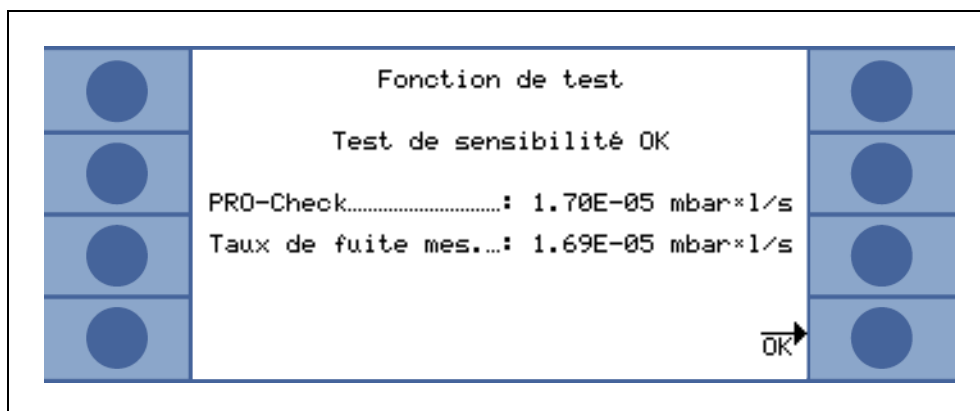 Fonction de test
Test de sensibilité OK
PRO-Check..............................: 1.70E-05 mbar*l/s
Taux de fuite mes....: 1.69E-05 mbar*l/s
OK